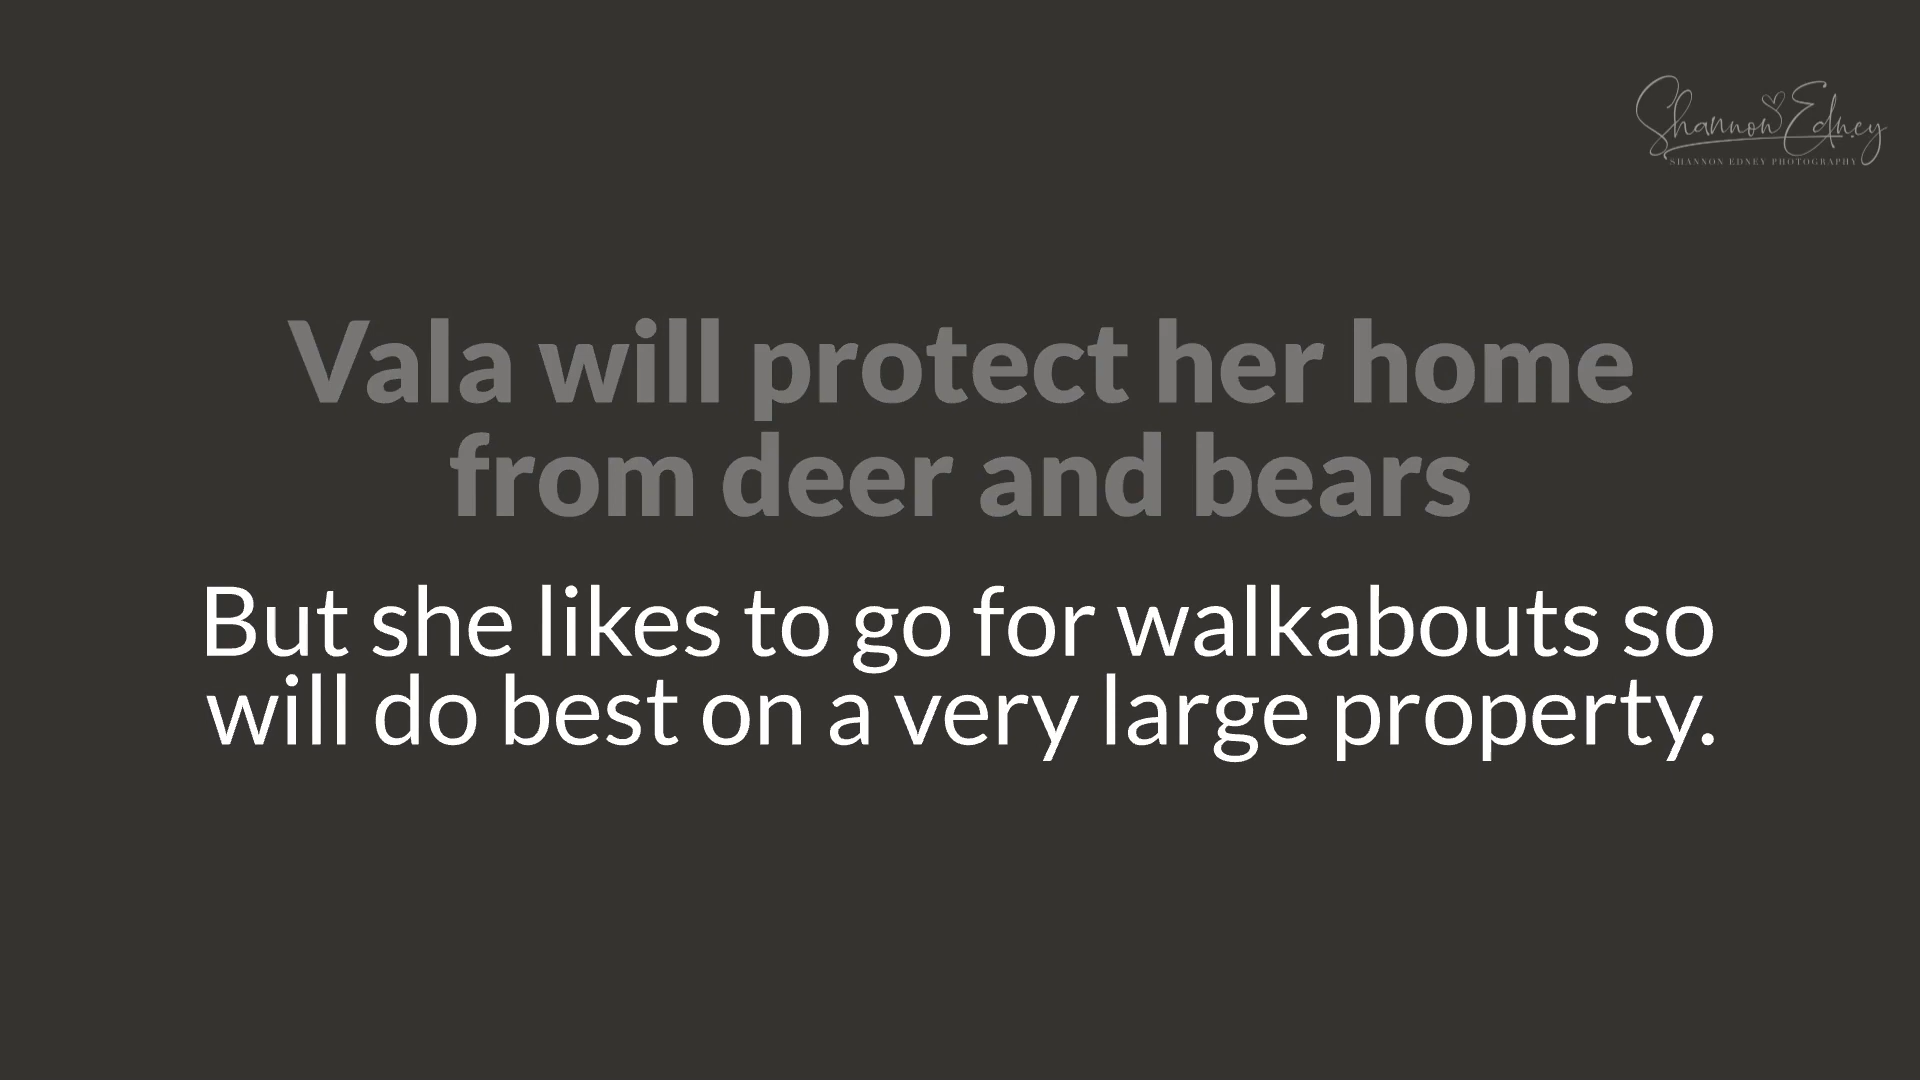 Shannon Edney
SHANNON EDNEY PHOTOGRAPHY
Vala will protect her home
from deer and bears
But she likes to go for walkabouts so
will do best on a very large property.